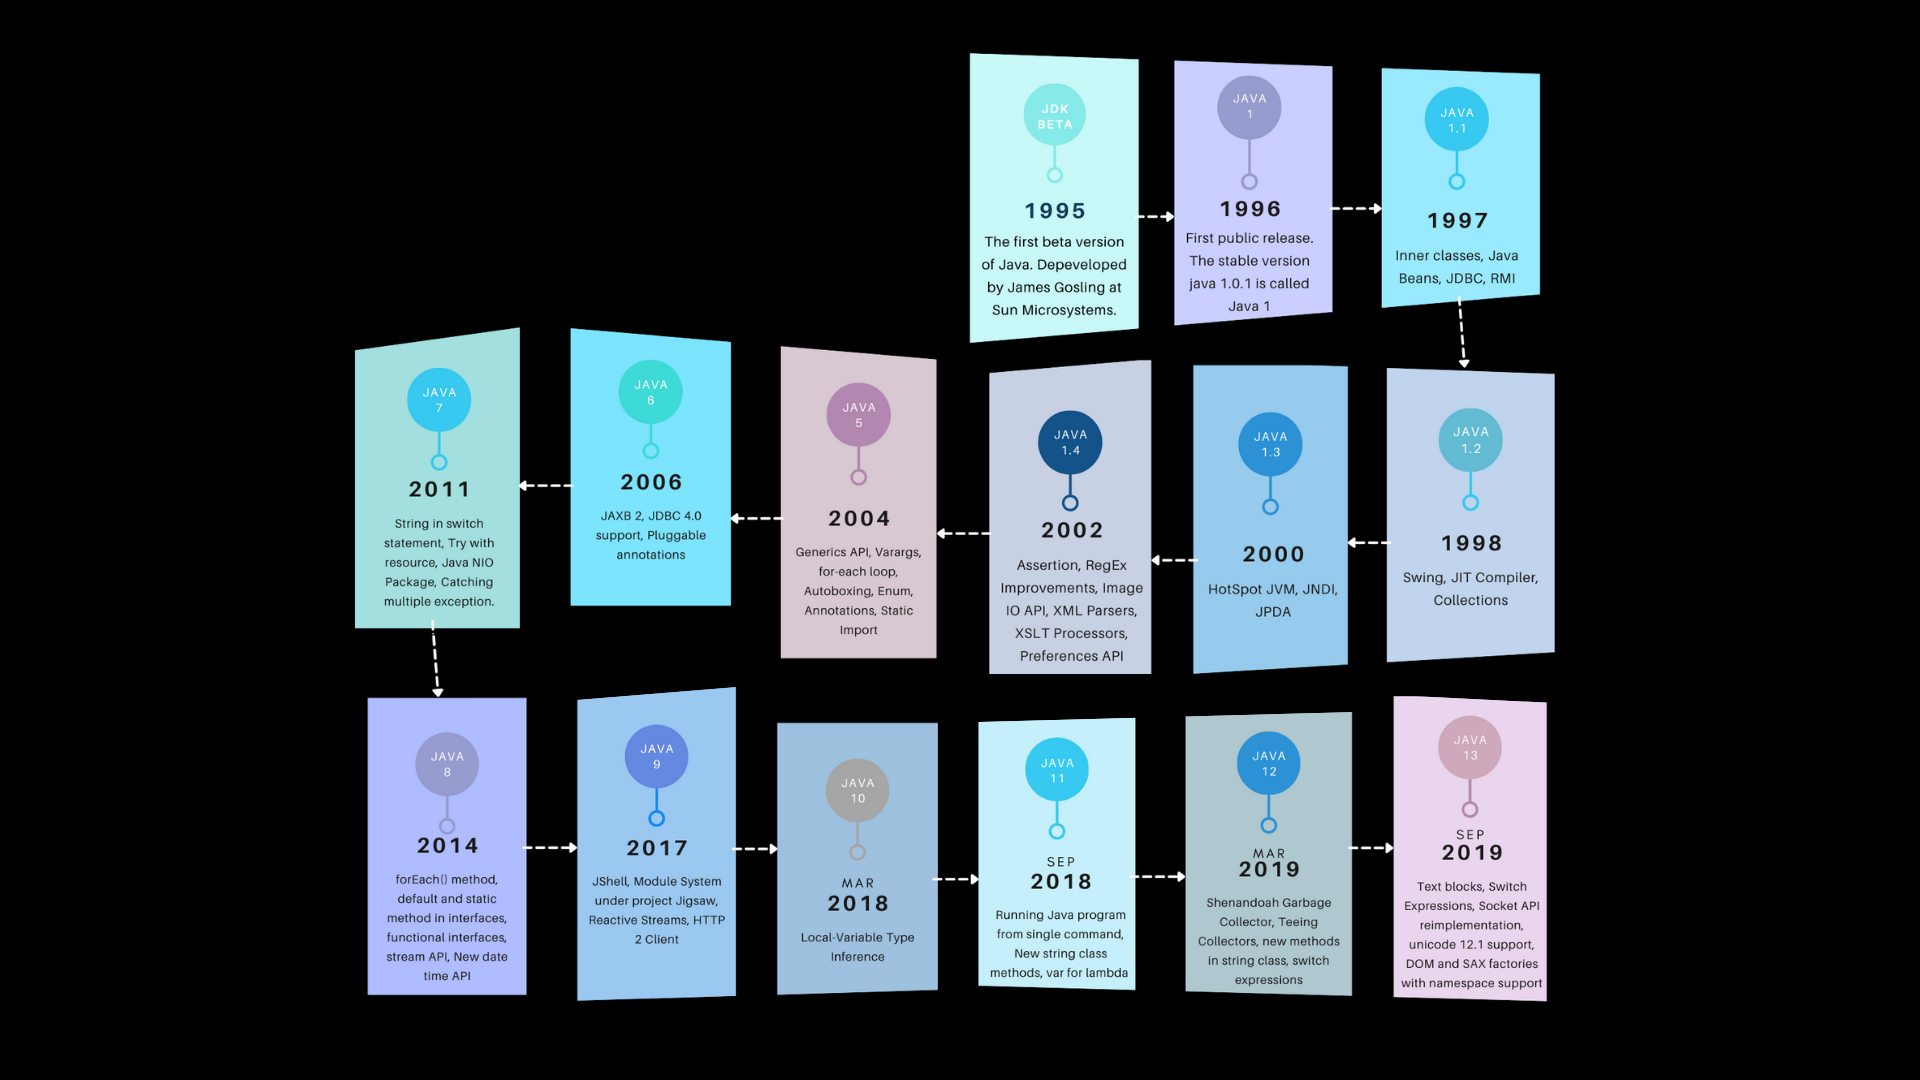 JDK
BETA
1995
The first beta version
of Java. Depeveloped
by James Gosling at
Sun Microsystems.
JAVA
1
1996
First public release.
The stable version
java 1.0.1 is called
Java 1
JAVA
1.1
1997
Inner classes, Java
Beans, JDBC, RMI
JAVA
1.2
1998
Swing, JIT Compiler,
Collections
JAVA
1.3
2000
HotSpot JVM, JNDI,
JPDA
JAVA
1.4
2002
Assertion, RegEx
Improvements, Image
IO API, XML Parsers,
XSLT Processors,
Preferences API
JAVA
5
2004
Generics API, Varargs,
for-each loop,
Autoboxing, Enum,
Annotations, Static
Import
JAVA
6
2006
JAXB 2, JDBC 4.0
support, Pluggable
annotations
JAVA
7
2011
String in switch
statement, Try with
resource, Java NIO
Package, Catching
multiple exception.
JAVA
8
2014
forEach() method,
default and static
method in interfaces,
functional interfaces,
stream API, New date
time API
JAVA
9
2017
JShell, Module System
under project Jigsaw,
Reactive Streams, HTTP
2 Client
JAVA
10
MAR
2018
Local-Variable Type
Inference
JAVA
11
SEP
2018
Running Java program
from single command,
New string class
methods, var for lambda
JAVA
12
MAR
2019
Shenandoah Garbage
Collector, Teeing
Collectors, new methods
in string class, switch
expressions
JAVA
13
SEP
2019
Text blocks, Switch
Expressions, Socket API
reimplementation,
unicode 12.1 support,
DOM and SAX factories
with namespace support